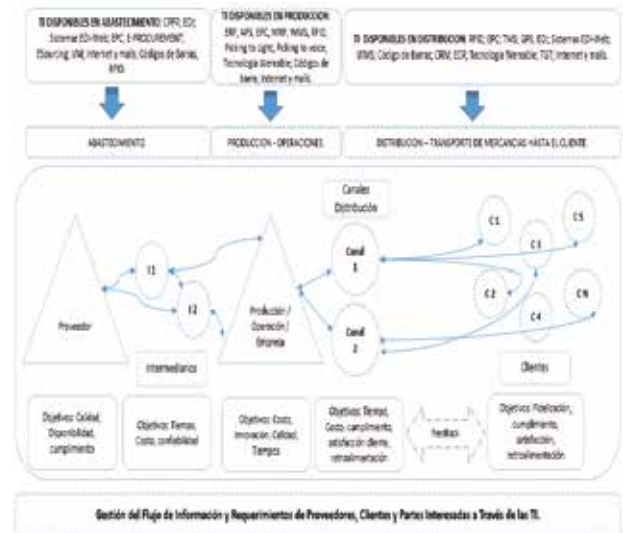 TI DISPONIBLES EN ABASTECIMIENTO: CPFR; EDI;
Sistemas EDI-Web; EPC; E-PROCUREMENT;
ESourcing; VMI; Internet y mails, Códigos de Barras,
RFID.
TI DISPONIBLES EN PRODUCCION:
ERP, APS, EPC, MRP, WMS, RFID,
Picking to Light, Picking to voice,
Tecnología Wereable; Códigos de
Barra; Internet y mails.
TI DISPONIBLES EN DISTRIBUCION: RFID; EPC; TMS; GPS; EDI; Sistemas EDI-Web;
WMS; Código de Barras; CRM; ECR; Tecnología Wereable; TGT; Internet y mails.
ABASTECIMIENTO
PRODUCCION - OPERACIONES
DISTRIBUCION – TRANSPORTE DE MERCANCIAS HASTA EL CLIENTE
Canales
Distribución
Proveedor
I1
I2
Intermediarios
Producción /
Operación /
Empresa
Canal
1
Canal
2
C1
C5
C3
C2
C4
CN
Clientes
Objetivos: Calidad,
Disponibilidad,
cumplimiento
Objetivos: Tiempo,
Costo, confiabilidad
Objetivos: Costo,
Innovación, Calidad,
Tiempos
Objetivos: Tiempo,
Costo, cumplimiento,
satisfacción cliente,
retroalimentación
Feedback
Objetivos: Fidelización,
cumplimiento,
satisfacción,
retroalimentación
Gestión del Flujo de Información y Requerimientos de Proveedores, Clientes y Partes Interesadas a Través de las TI.